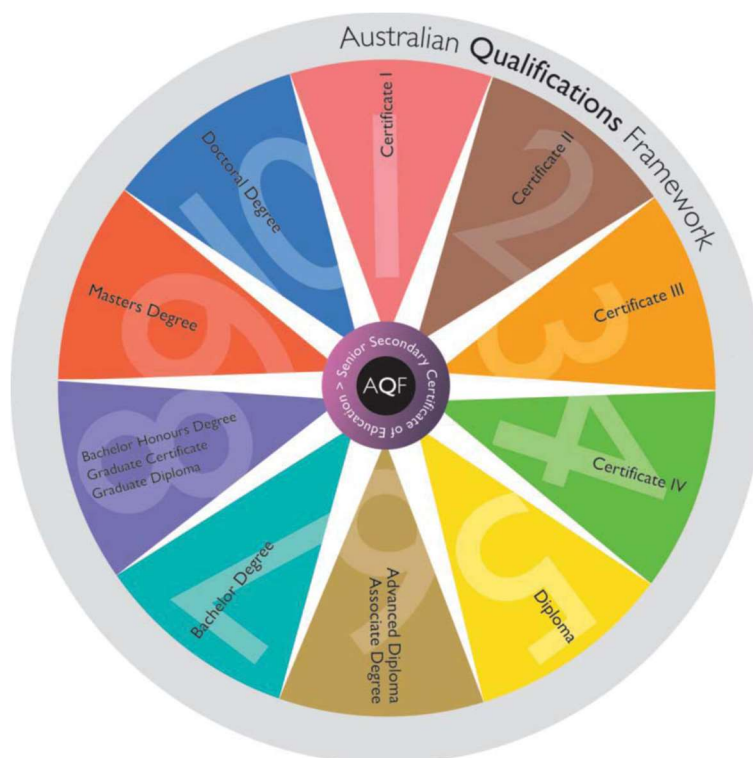 Australian Qualifications Framework
Certificate I
1
Certificate II
2
Certificate III
3
Certificate IV
4
Diploma
5
Advanced Diploma
Associate Degree
6
Bachelor Degree
7
Bachelor Honours Degree
Graduate Certificate
Graduate Diploma
8
Masters Degree
9
Doctoral Degree
10
Senior Secondary Certificate of Education >
AQF